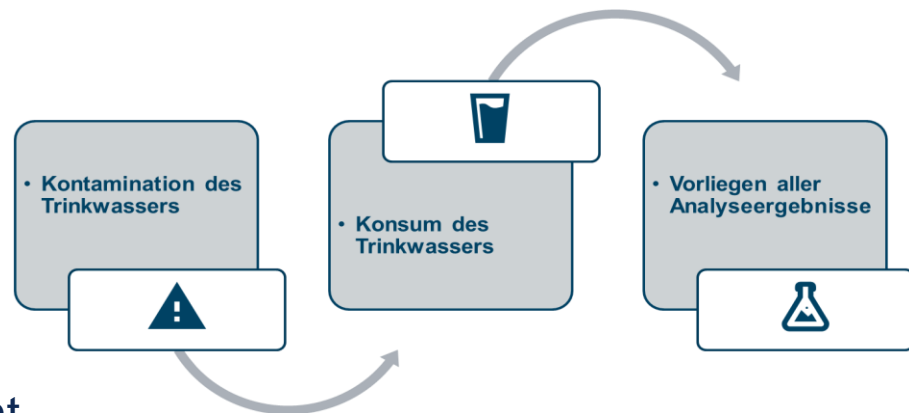 • Kontamination des
Trinkwassers
• Konsum des
Trinkwassers
• Vorliegen aller
Analyseergebnisse